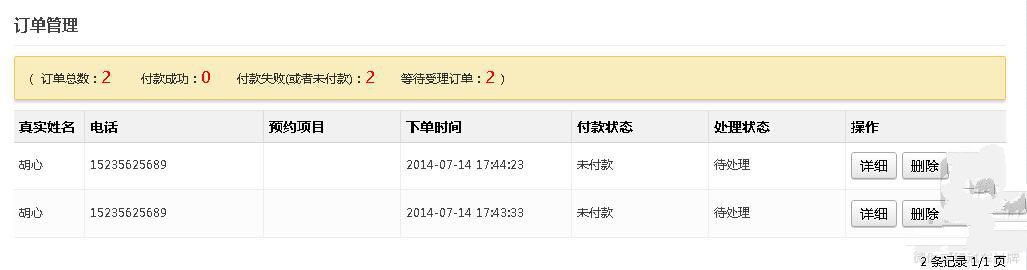 订单管理
( 订单总数：2 付款成功：0 付款失败(或者未付款)：2 等待受理订单：2 )
真实姓名 电话 预约项目 下单时间 付款状态 处理状态 操作
胡心 15235625689 2014-07-14 17:44:23 未付款 待处理 详细 删除
胡心 15235625689 2014-07-14 17:43:33 未付款 待处理 详细 删除
2 条记录 1/1 页